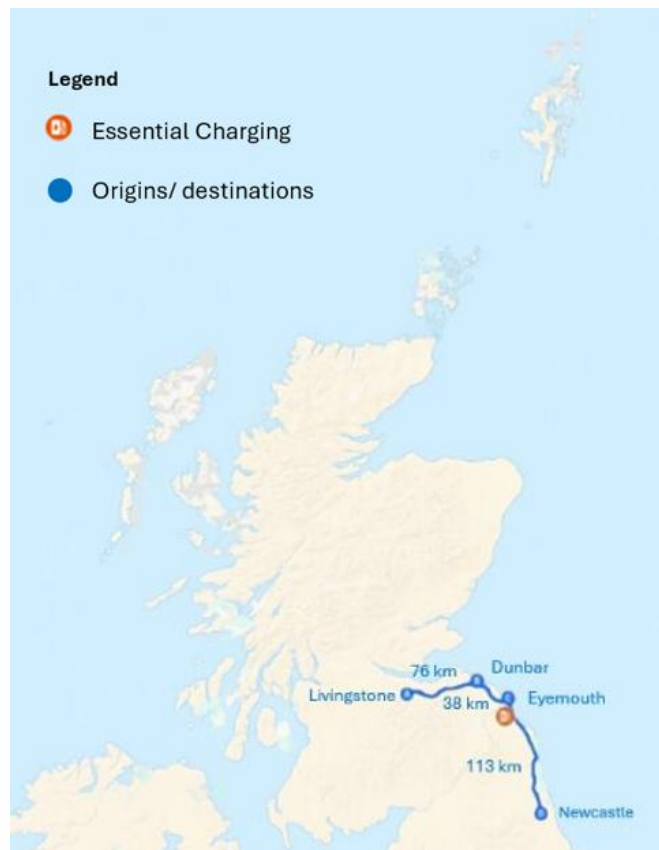 Legend
Essential Charging
Origins/ destinations
76 km
Dunbar
Livingstone
38 km
Eyemouth
113 km
Newcastle